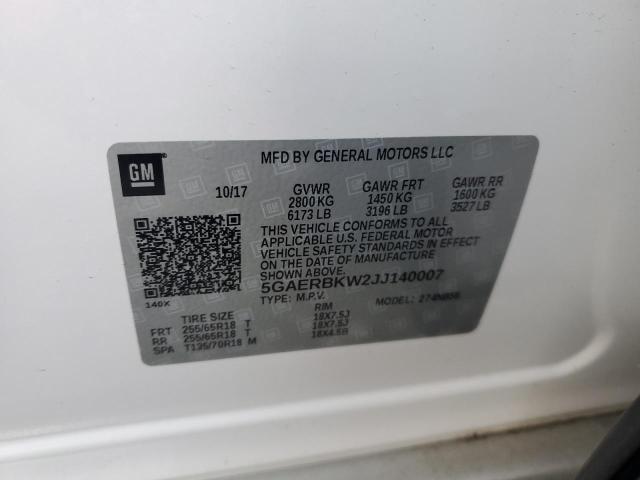 GM
MFD BY GENERAL MOTORS LLC
10/17 GVWR GAWR FRT GAWR RR
2800 KG 1450 KG 1600 KG
6173 LB 3196 LB 3527 LB
THIS VEHICLE CONFORMS TO ALL
APPLICABLE U.S. FEDERAL MOTOR
VEHICLE SAFETY STANDARDS IN EFFECT
ON THE DATE OF MANUFACTURE
SHOWN ABOVE.
5GAERBKW2JJ140007
TYPE: M.P.V. MODEL:
140X
TIRE SIZE RIM
FRT 255/65R18 T 18X7.5J
RR 255/65R18 T 18X7.5J
SPA T135/70R18 M 18X4.5B